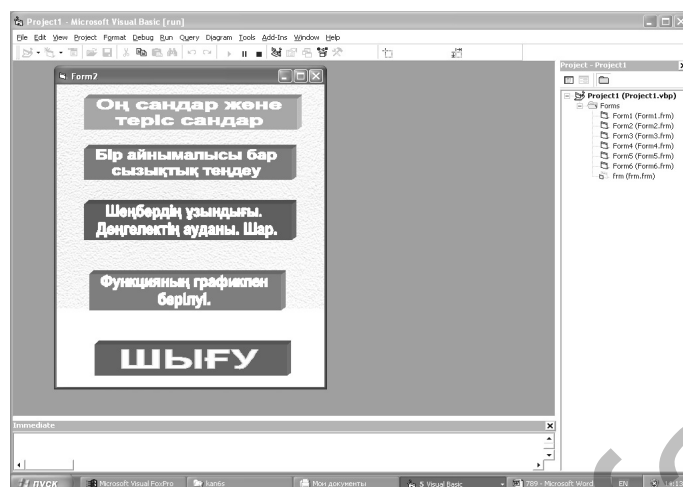 Project1 - Microsoft Visual Basic [run]
File Edit View Project Format Debug Run Query Diagram Tools Add-Ins Window Help
Project - Project1
Form2
Оң сандар және
теріс сандар
Бір айнымалысы бар
сызықтық теңдеу
Шеңбердің ұзындығы.
Дөңгелектің ауданы. Шар.
Функцияның графикпен
берілуі.
ШЫҒУ
Project1 (Project1.vbp)
Forms
Form1 (Form1.frm)
Form2 (Form2.frm)
Form3 (Form3.frm)
Form4 (Form4.frm)
Form5 (Form5.frm)
Form6 (Form6.frm)
frm (frm.frm)
Immediate
пуск
Microsoft Visual FoxPro
kan6s
Мои документы
5 Visual Basic
789 - Microsoft Word
EN
14:13